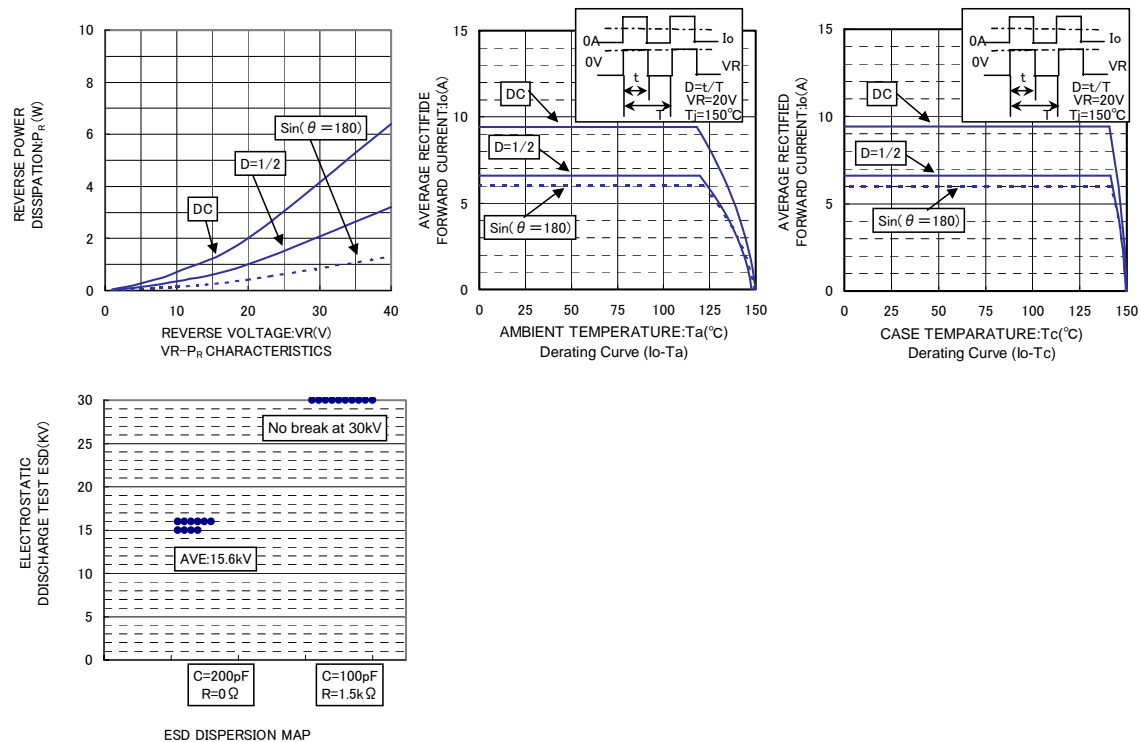 REVERSE POWER
DISSIPATION:PR (W)
10
8
6
4
2
0
Sin(θ=180)
D=1/2
DC
0 10 20 30 40
REVERSE VOLTAGE:VR(V)
VR-PR CHARACTERISTICS
AVERAGE RECTIFIDE
FORWARD CURRENT:Io(A)
15
10
5
0
0A
0V
Io
t
VR
T
D=t/T
VR=20V
Tj=150℃
DC
D=1/2
Sin(θ=180)
0 25 50 75 100 125 150
AMBIENT TEMPERATURE:Ta(℃)
Derating Curve (Io-Ta)
AVERAGE RECTIFIED
FORWARD CURRENT:Io(A)
15
10
5
0
0A
0V
Io
t
VR
T
D=t/T
VR=20V
Tj=150℃
DC
D=1/2
Sin(θ=180)
0 25 50 75 100 125 150
CASE TEMPARATURE:Tc(℃)
Derating Curve (Io-Tc)
ELECTROSTATIC
DDISCHARGE TEST ESD(KV)
30
25
20
15
10
5
0
No break at 30kV
AVE:15.6kV
C=200pF
R=0Ω
C=100pF
R=1.5kΩ
ESD DISPERSION MAP